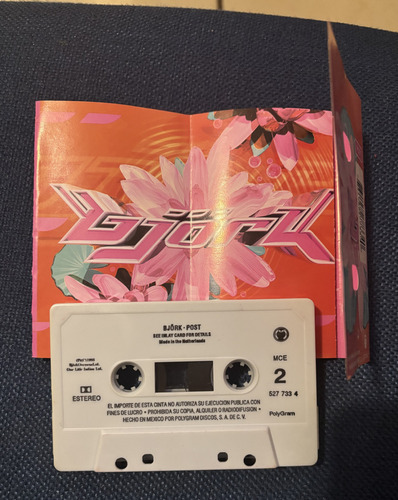 björk
BJÖRK - POST
SEE INLAY CARD FOR DETAILS
Made in the Netherlands
MCE
2
527 733 4
PolyGram
ESTEREO
EL IMPORTE DE ESTA CINTA NO AUTORIZA SU EJECUCION PUBLICA CON
FINES DE LUCRO • PROHIBIDA SU COPIA, ALQUILER O RADIODIFUSION •
HECHO EN MEXICO POR POLYGRAM DISCOS, S. A. DE C. V.